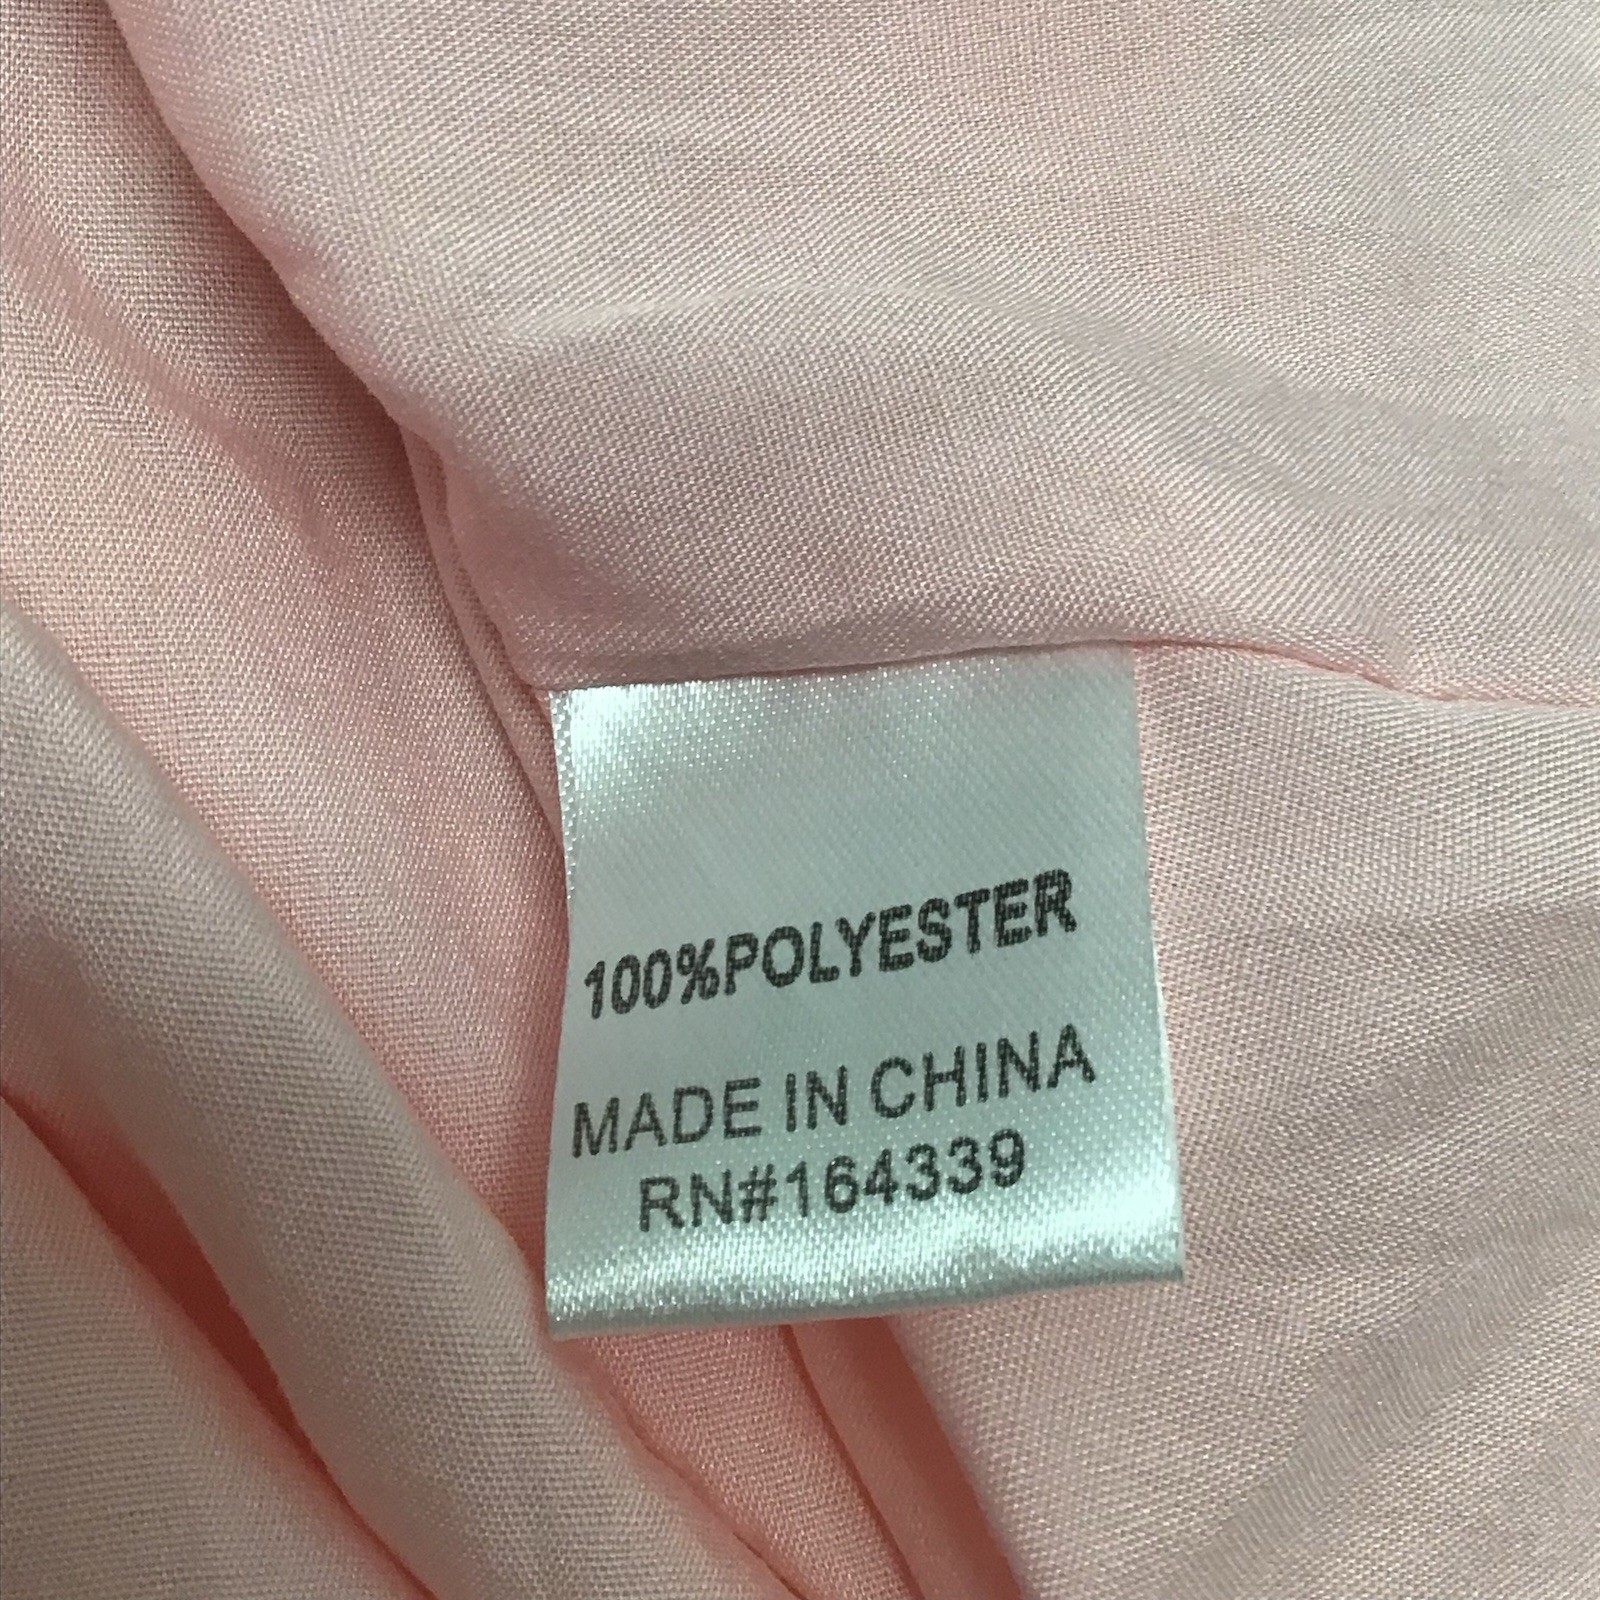 100%POLYESTER
MADE IN CHINA
RN#164339